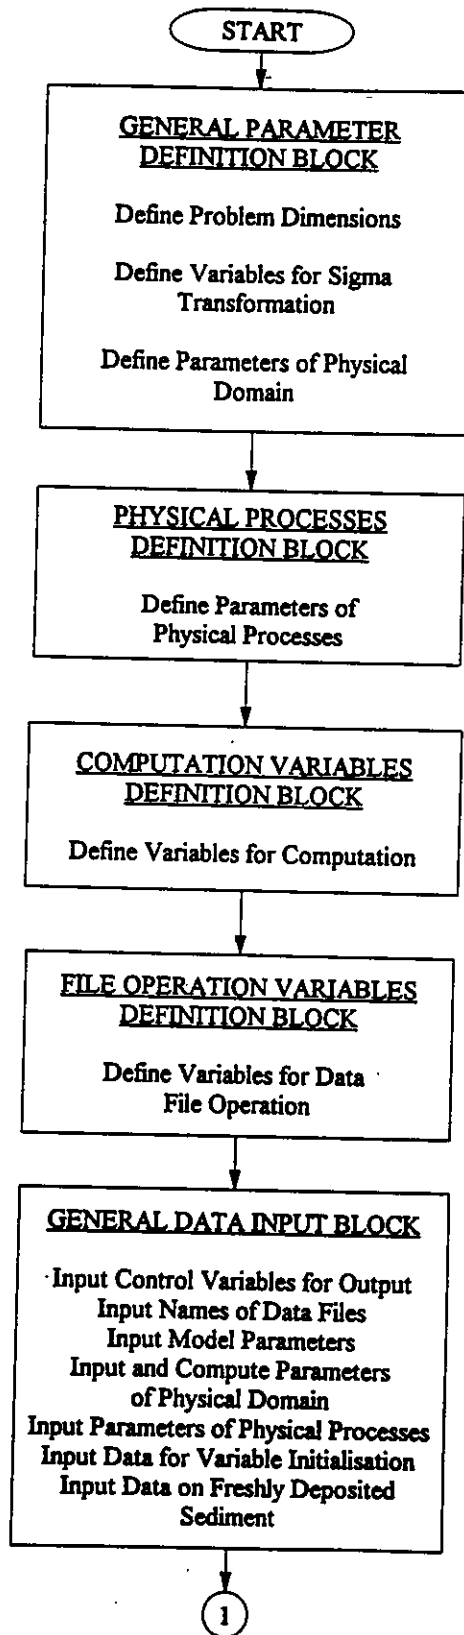 START
GENERAL PARAMETER
DEFINITION BLOCK
Define Problem Dimensions
Define Variables for Sigma
Transformation
Define Parameters of Physical
Domain
PHYSICAL PROCESSES
DEFINITION BLOCK
Define Parameters of
Physical Processes
COMPUTATION VARIABLES
DEFINITION BLOCK
Define Variables for Computation
FILE OPERATION VARIABLES
DEFINITION BLOCK
Define Variables for Data
File Operation
GENERAL DATA INPUT BLOCK
Input Control Variables for Output
Input Names of Data Files
Input Model Parameters
Input and Compute Parameters
of Physical Domain
Input Parameters of Physical Processes
Input Data for Variable Initialisation
Input Data on Freshly Deposited
Sediment
1